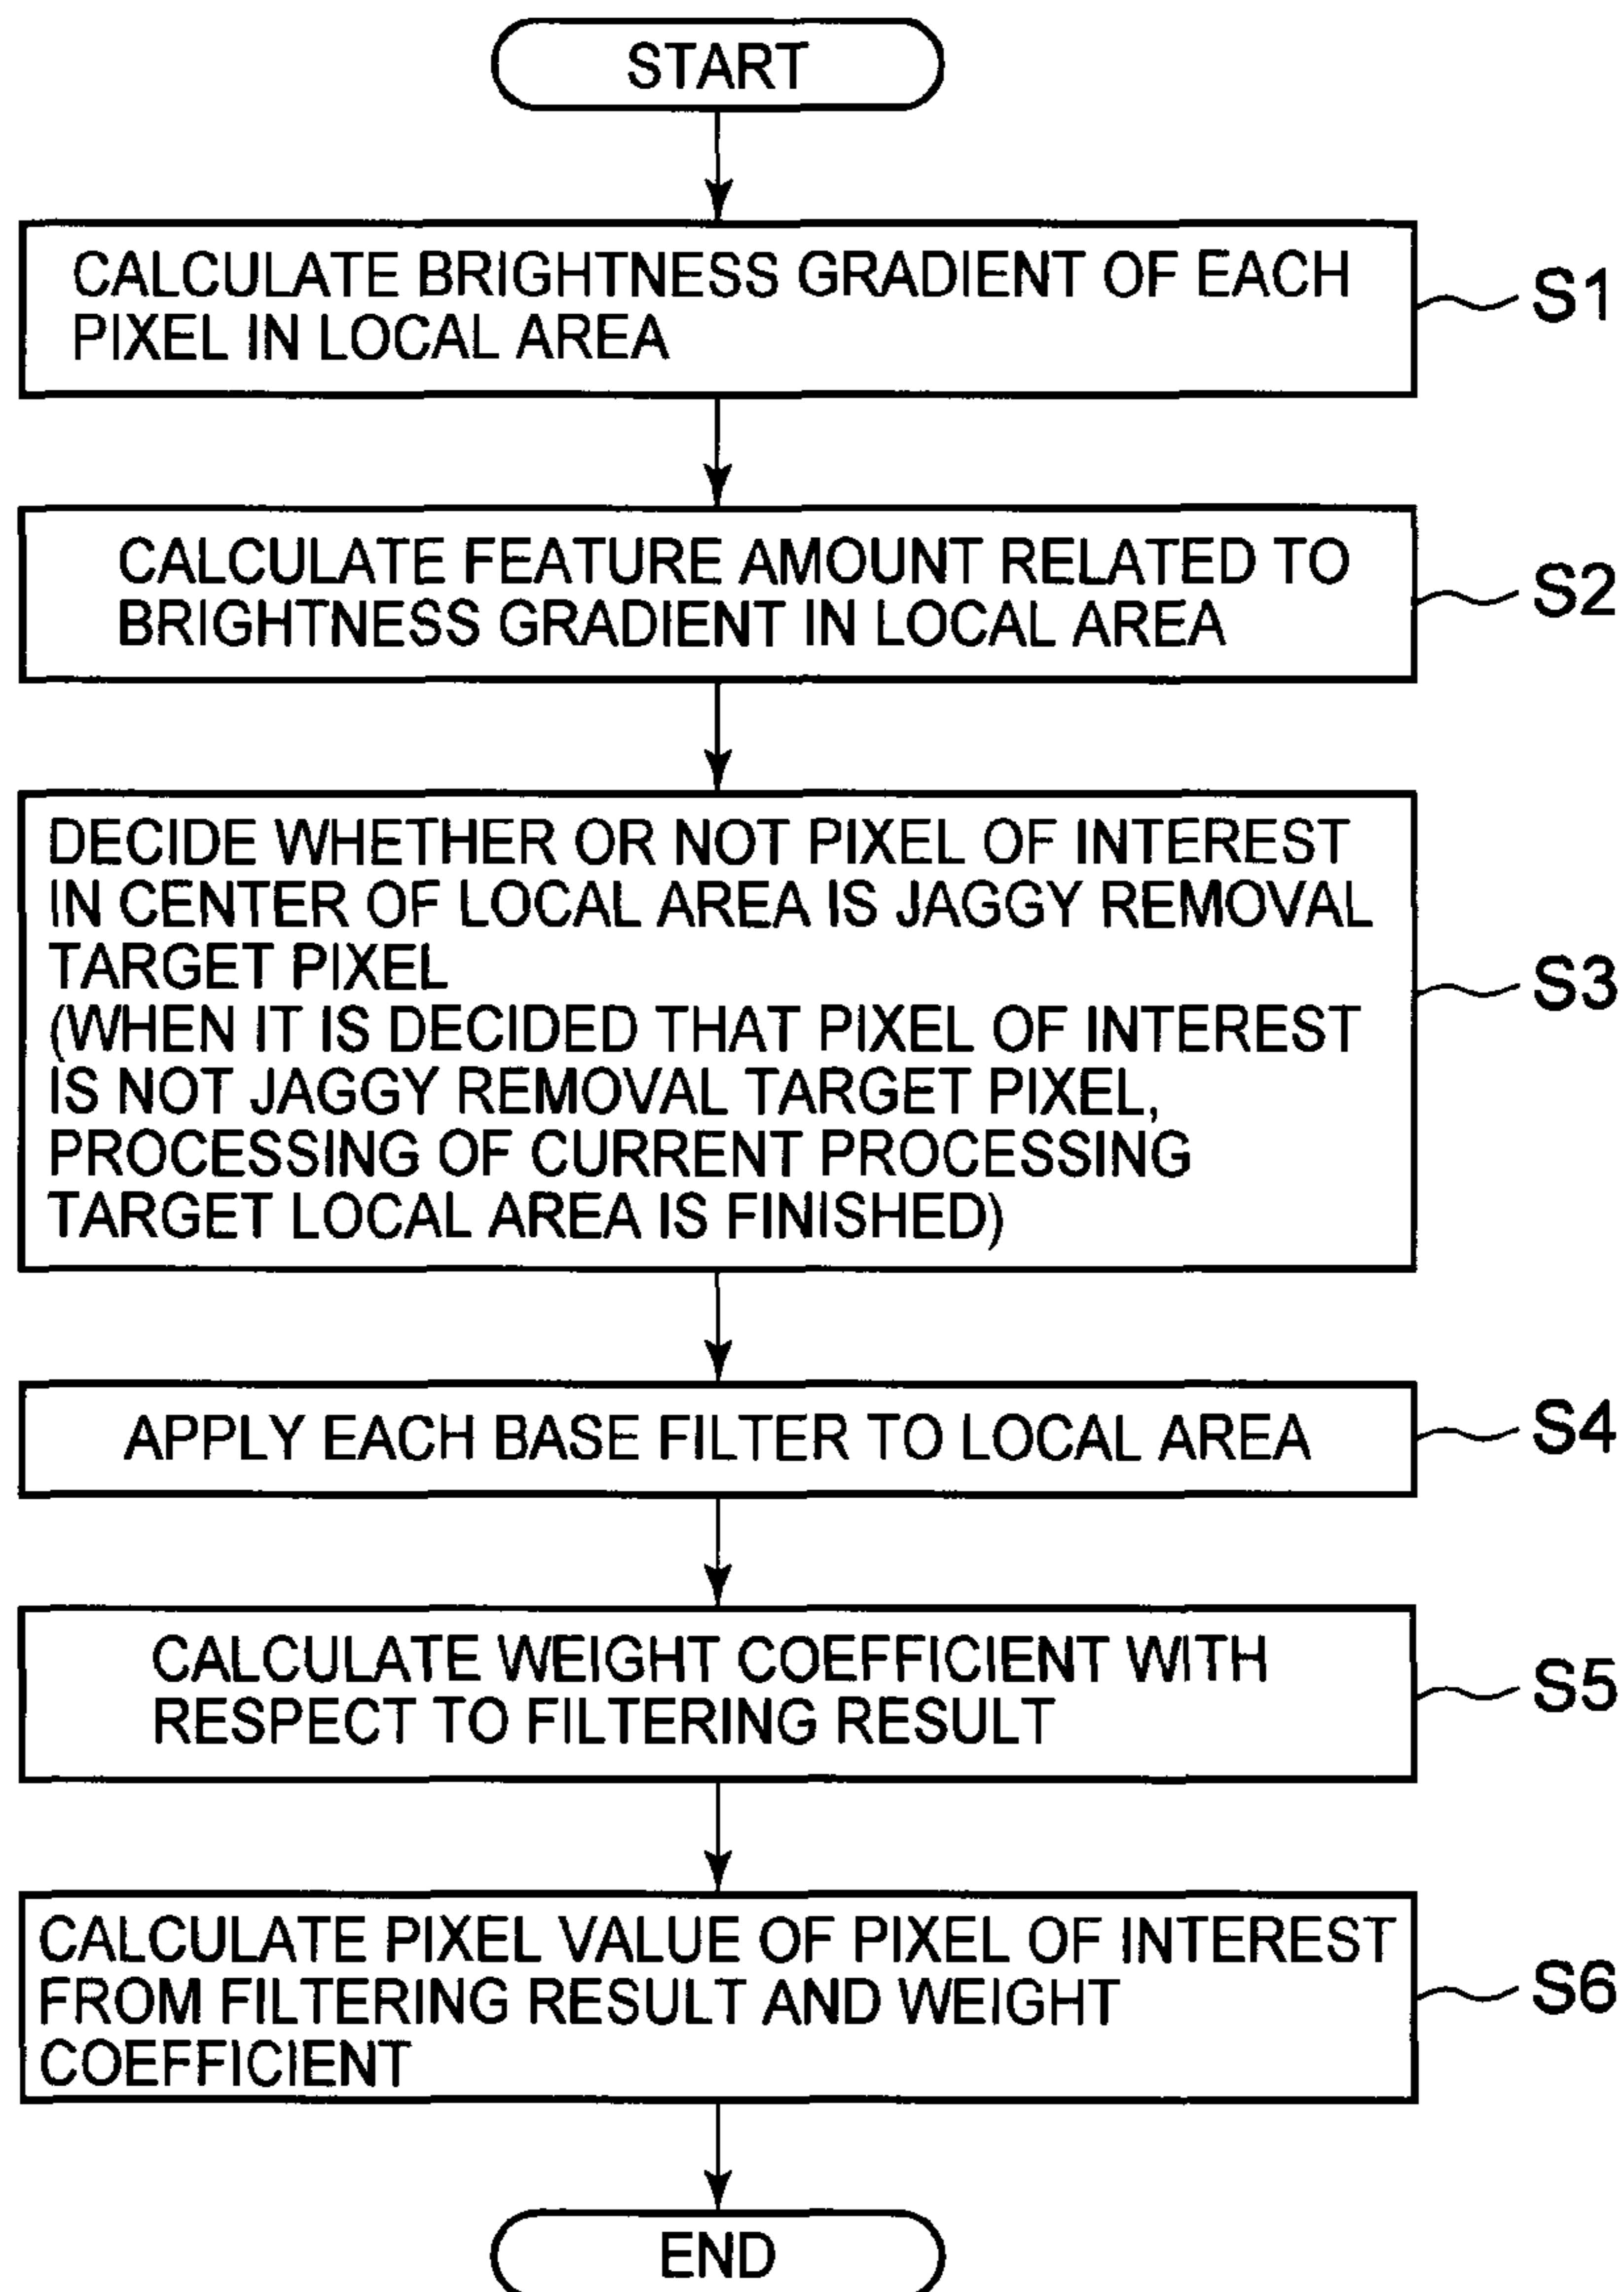 START
CALCULATE BRIGHTNESS GRADIENT OF EACH
PIXEL IN LOCAL AREA
S1
CALCULATE FEATURE AMOUNT RELATED TO
BRIGHTNESS GRADIENT IN LOCAL AREA
S2
DECIDE WHETHER OR NOT PIXEL OF INTEREST
IN CENTER OF LOCAL AREA IS JAGGY REMOVAL
TARGET PIXEL
(WHEN IT IS DECIDED THAT PIXEL OF INTEREST
IS NOT JAGGY REMOVAL TARGET PIXEL,
PROCESSING OF CURRENT PROCESSING
TARGET LOCAL AREA IS FINISHED)
S3
APPLY EACH BASE FILTER TO LOCAL AREA
S4
CALCULATE WEIGHT COEFFICIENT WITH
RESPECT TO FILTERING RESULT
S5
CALCULATE PIXEL VALUE OF PIXEL OF INTEREST
FROM FILTERING RESULT AND WEIGHT
COEFFICIENT
S6
END